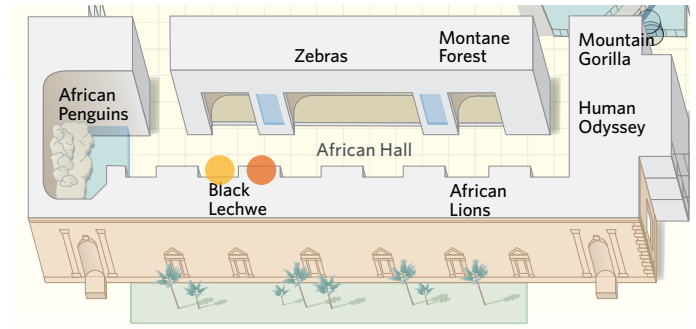 Zebras
Montane
Forest
Mountain
Gorilla
African
Penguins
Human
Odyssey
African Hall
Black
Lechwe
African
Lions